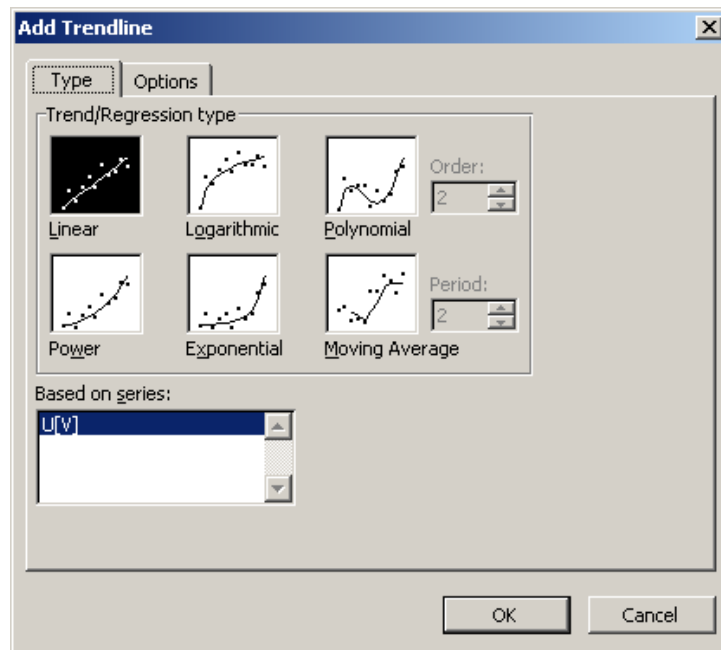 Add Trendline
Type Options
Trend/Regression type
Order:
2
Linear Logarithmic Polynomial
Period:
2
Power Exponential Moving Average
Based on series:
U[V]
OK Cancel